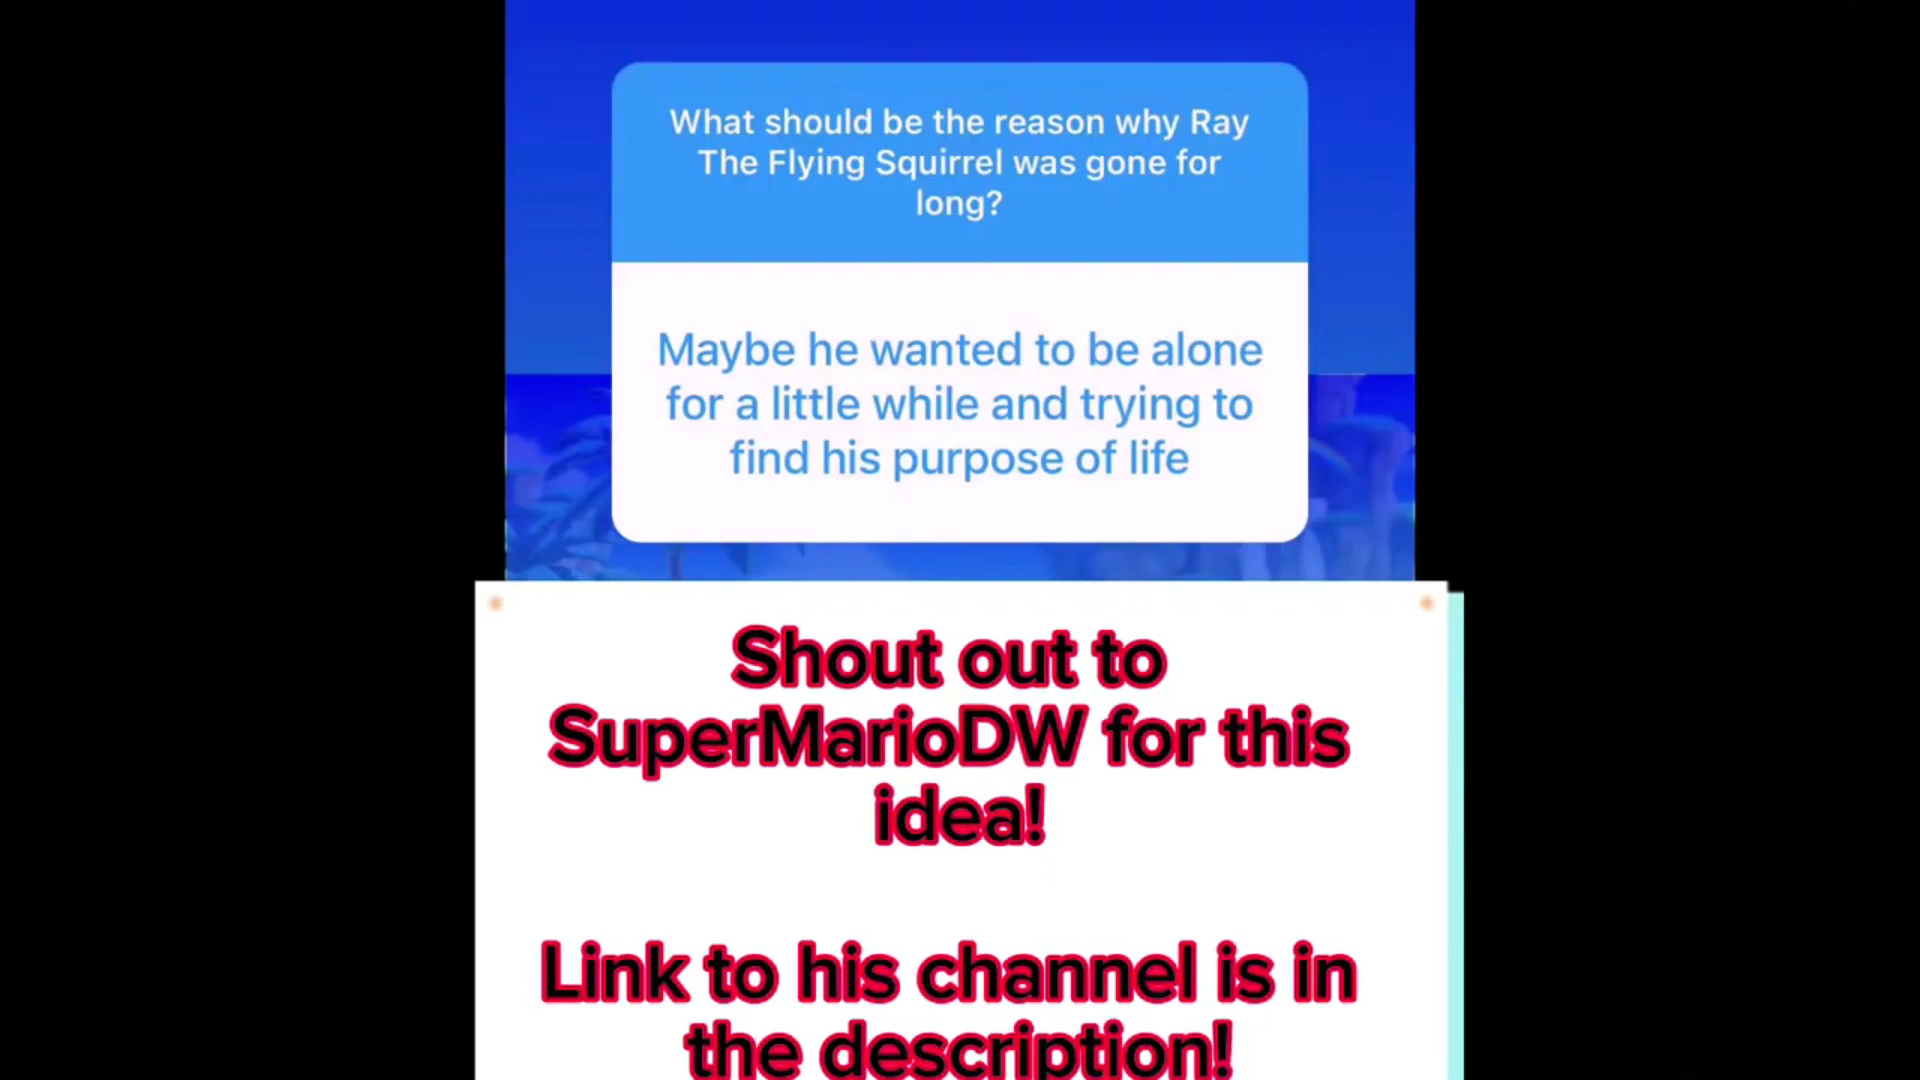 What should be the reason why Ray
The Flying Squirrel was gone for
long?
Maybe he wanted to be alone
for a little while and trying to
find his purpose of life
Shout out to
SuperMarioDW for this
idea!
Link to his channel is in
the description!